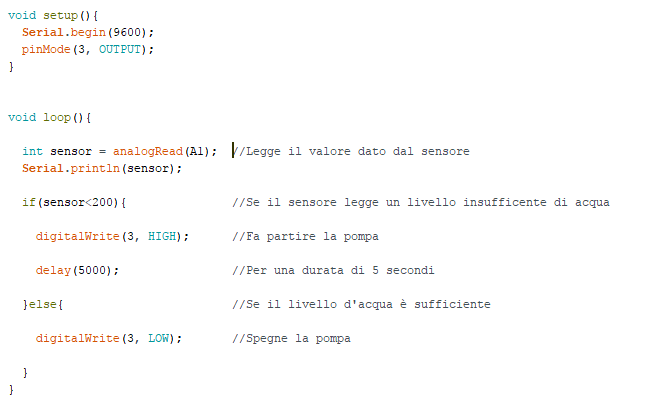 void setup(){
  Serial.begin(9600);
  pinMode(3, OUTPUT);
}
void loop(){
  int sensor = analogRead(A1);  //Legge il valore dato dal sensore
  Serial.println(sensor);
  if(sensor<200){               //Se il sensore legge un livello insufficente di acqua
    digitalWrite(3, HIGH);      //Fa partire la pompa
    delay(5000);                //Per una durata di 5 secondi
  }else{                        //Se il livello d'acqua è sufficiente
    digitalWrite(3, LOW);       //Spegne la pompa
  }
}